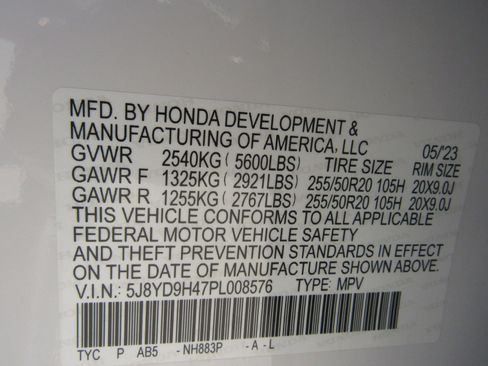 MFD. BY HONDA DEVELOPMENT &
MANUFACTURING OF AMERICA, LLC 05/'23
GVWR 2540KG ( 5600LBS) TIRE SIZE RIM SIZE
GAWR F 1325KG ( 2921LBS) 255/50R20 105H 20X9.0J
GAWR R 1255KG ( 2767LBS) 255/50R20 105H 20X9.0J
THIS VEHICLE CONFORMS TO ALL APPLICABLE
FEDERAL MOTOR VEHICLE SAFETY
AND THEFT PREVENTION STANDARDS IN EFFECT
ON THE DATE OF MANUFACTURE SHOWN ABOVE.
V.I.N.: 5J8YD9H47PL008576 TYPE: MPV
TYC P AB5 -NH883P -A-L